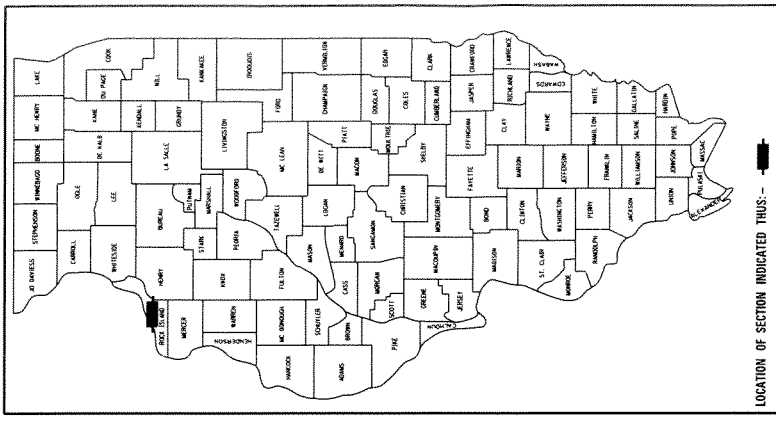 JO DAVIESS
STEPHENSON
WINNEBAGO
BOONE
MC HENRY
LAKE
CARROLL
OGLE
DE KALB
KANE
DU PAGE
COOK
WHITESIDE
LEE
KENDALL
WILL
ROCK ISLAND
HENRY
BUREAU
LA SALLE
GRUNDY
MERCER
PUTNAM
KANKAKEE
STARK
MARSHALL
LIVINGSTON
HENDERSON
WARREN
KNOX
PEORIA
WOODFORD
IROQUOIS
HANCOCK
MC DONOUGH
FULTON
TAZEWELL
MC LEAN
FORD
SCHUYLER
MASON
LOGAN
DE WITT
PIATT
CHAMPAIGN
VERMILION
ADAMS
BROWN
CASS
MENARD
MACON
PIKE
SCOTT
MORGAN
SANGAMON
CHRISTIAN
MOULTRIE
DOUGLAS
COLES
EDGAR
CALHOUN
GREENE
JERSEY
MACOUPIN
MONTGOMERY
SHELBY
CUMBERLAND
CLARK
MADISON
BOND
FAYETTE
EFFINGHAM
JASPER
CRAWFORD
ST. CLAIR
CLINTON
MARION
CLAY
RICHLAND
LAWRENCE
MONROE
WASHINGTON
JEFFERSON
WAYNE
EDWARDS
WABASH
RANDOLPH
PERRY
FRANKLIN
HAMILTON
WHITE
JACKSON
WILLIAMSON
SALINE
GALLATIN
UNION
JOHNSON
POPE
HARDIN
ALEXANDER
PULASKI
MASSAC
LOCATION OF SECTION INDICATED THUS:-